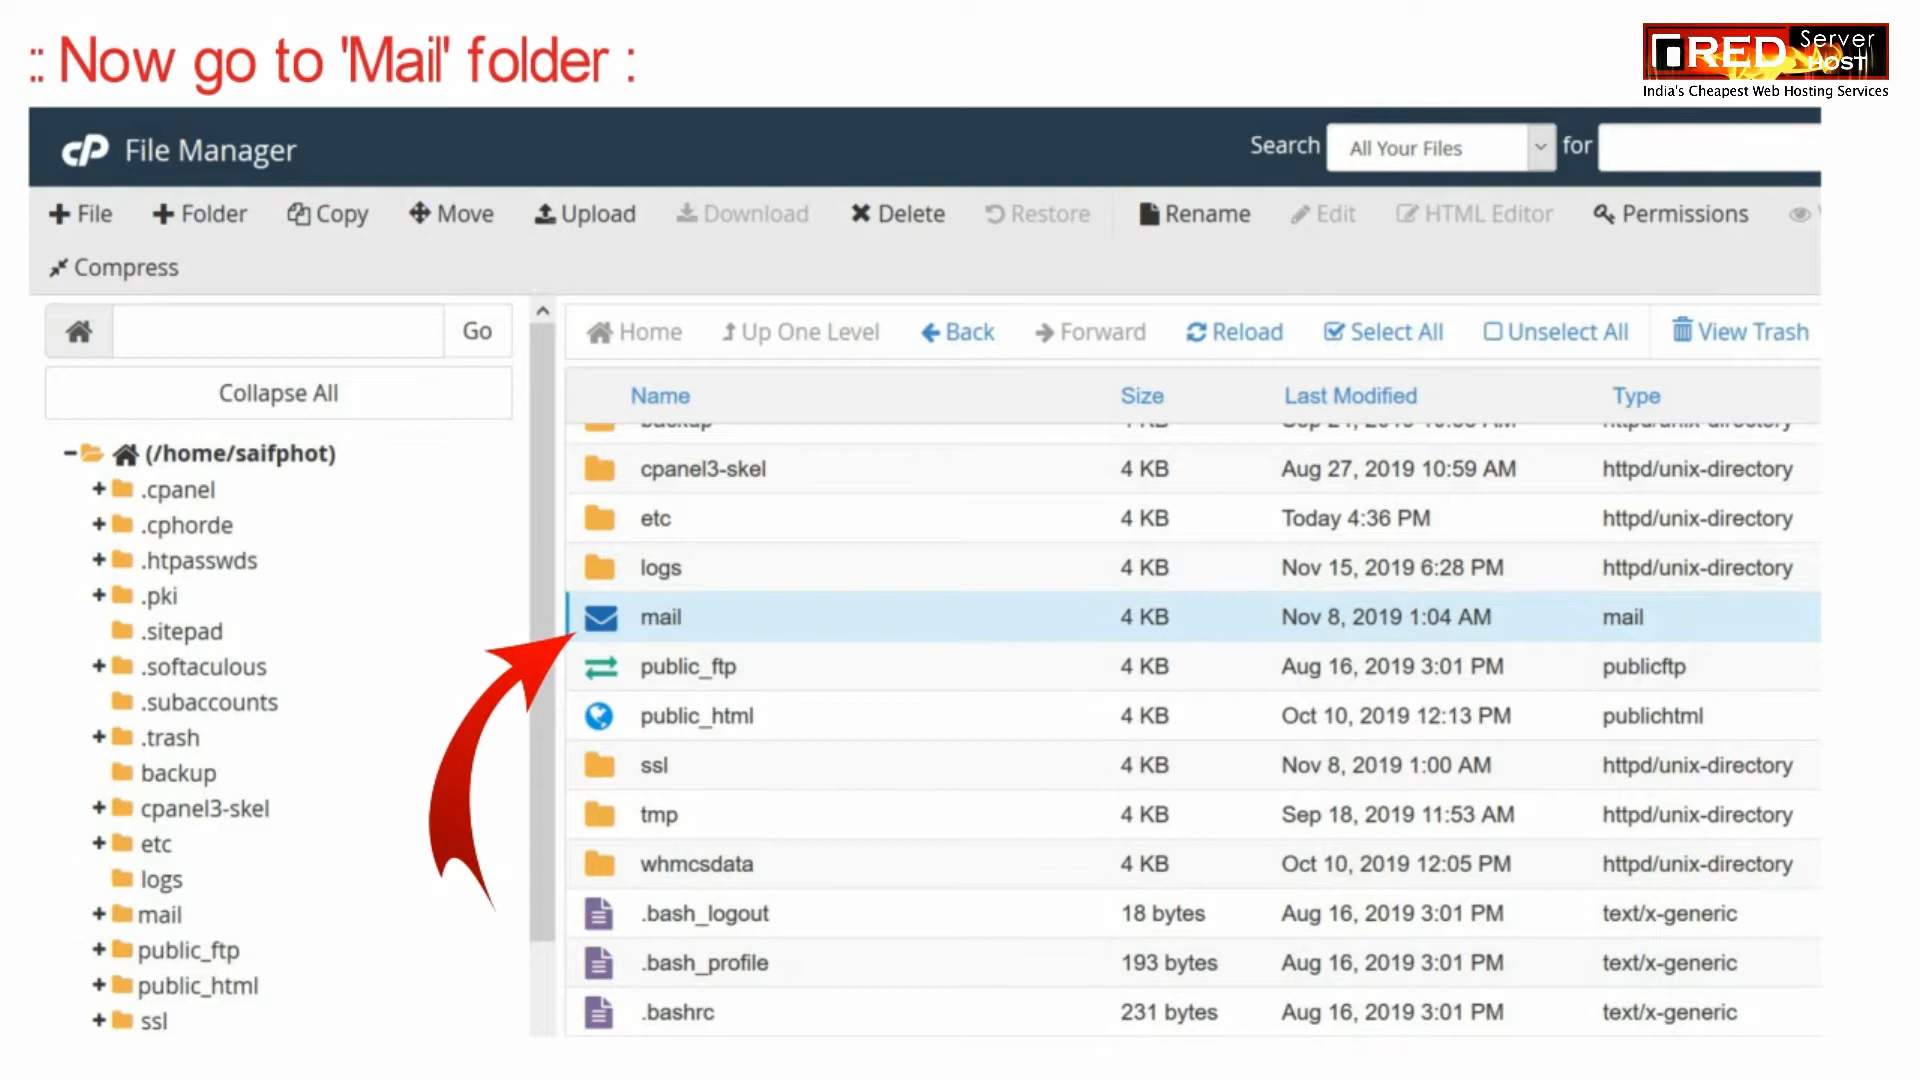 :: Now go to 'Mail' folder :
RED Server HOST
India's Cheapest Web Hosting Services
cP File Manager
Search All Your Files for
File Folder Copy Move Upload Download Delete Restore Rename Edit HTML Editor Permissions
Compress
Go
Collapse All
(/home/saifphot)
.cpanel
.cphorde
.htpasswds
.pki
.sitepad
.softaculous
.subaccounts
.trash
backup
cpanel3-skel
etc
logs
mail
public_ftp
public_html
ssl
Home Up One Level Back Forward Reload Select All Unselect All View Trash
Name Size Last Modified Type
cpanel3-skel 4 KB Aug 27, 2019 10:59 AM httpd/unix-directory
etc 4 KB Today 4:36 PM httpd/unix-directory
logs 4 KB Nov 15, 2019 6:28 PM httpd/unix-directory
mail 4 KB Nov 8, 2019 1:04 AM mail
public_ftp 4 KB Aug 16, 2019 3:01 PM publicftp
public_html 4 KB Oct 10, 2019 12:13 PM publichtml
ssl 4 KB Nov 8, 2019 1:00 AM httpd/unix-directory
tmp 4 KB Sep 18, 2019 11:53 AM httpd/unix-directory
whmcsdata 4 KB Oct 10, 2019 12:05 PM httpd/unix-directory
.bash_logout 18 bytes Aug 16, 2019 3:01 PM text/x-generic
.bash_profile 193 bytes Aug 16, 2019 3:01 PM text/x-generic
.bashrc 231 bytes Aug 16, 2019 3:01 PM text/x-generic